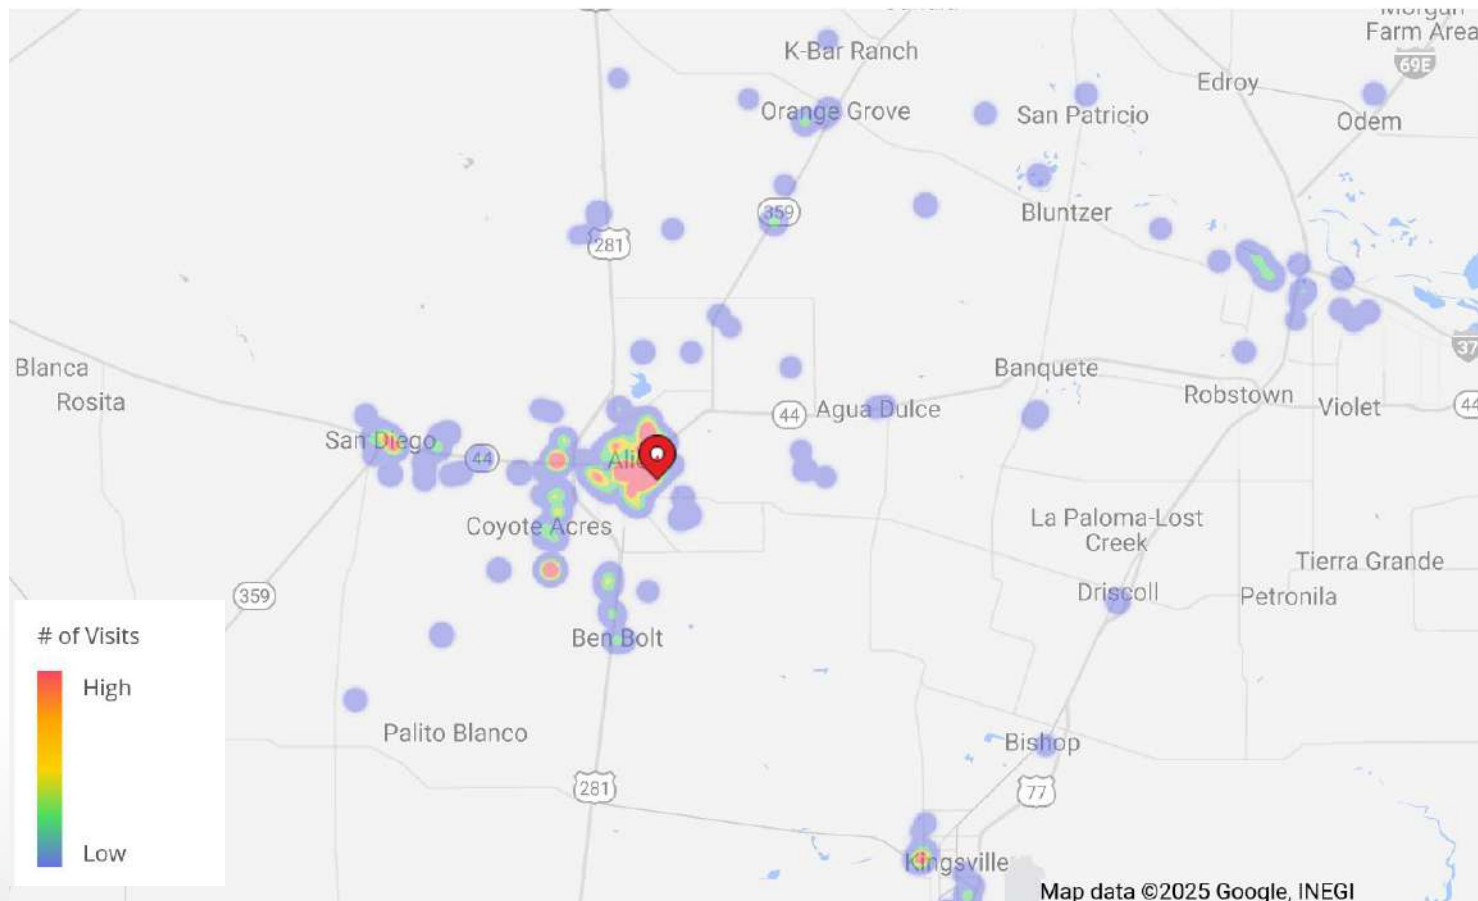 K-Bar Ranch
Farm Area
69E
Edroy
Orange Grove
San Patricio
Odem
359
Bluntzer
281
Blanca
Rosita
Banquete
Robstown
Violet
37
44
44
Agua Dulce
San Diego
44
Coyote Acres
La Paloma-Lost
Creek
Tierra Grande
Driscoll
Petronila
359
# of Visits
High
Low
Ben Bolt
Palito Blanco
Bishop
281
77
Kingsville
Map data ©2025 Google, INEGI